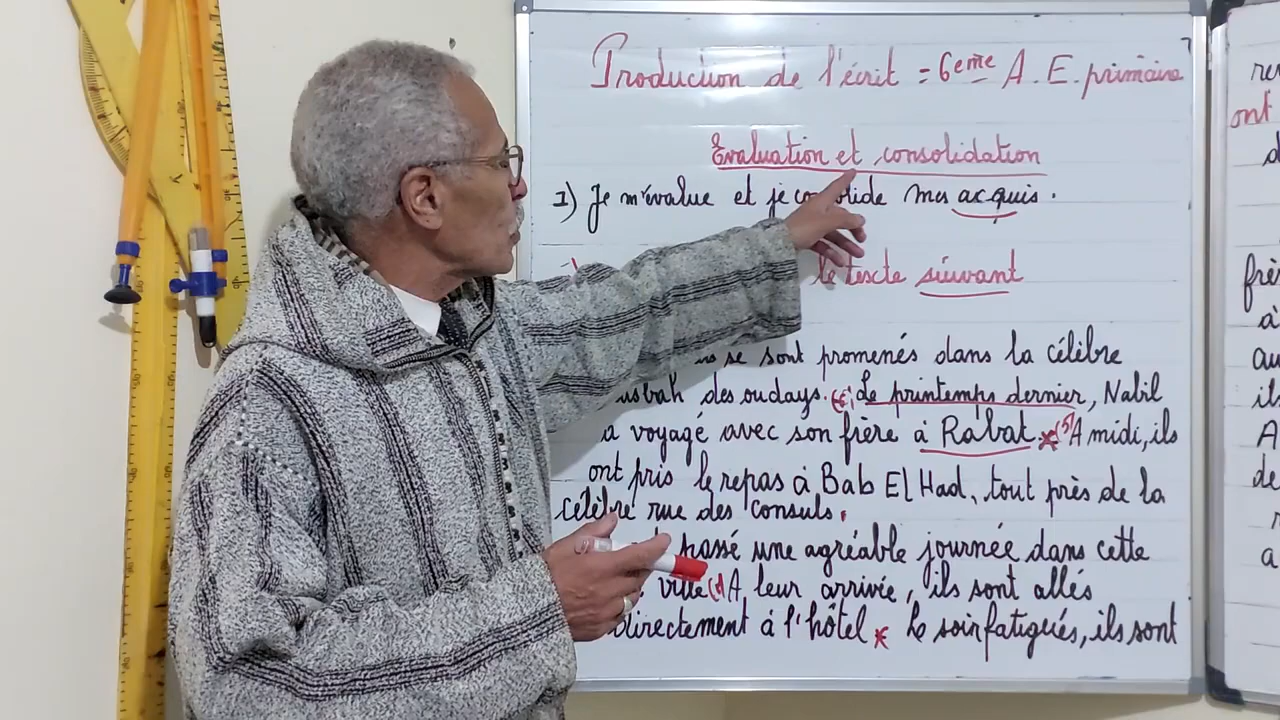 Production de l'écrit = 6eme A. E. primaire
Evaluation et consolidation
1) Je m'évalue et je consolide mes acquis.
le texte suivant
se sont promenés dans la célèbre
des oudays. Le printemps dernier, Nabil
a voyagé avec son frère à Rabat. A midi, ils
ont pris le repas à Bab El Had, tout près de la
célèbre rue des consuls.
passé une agréable journée dans cette
ville A leur arrivée, ils sont allés
directement à l'hôtel Le soir fatigués, ils sont
ont